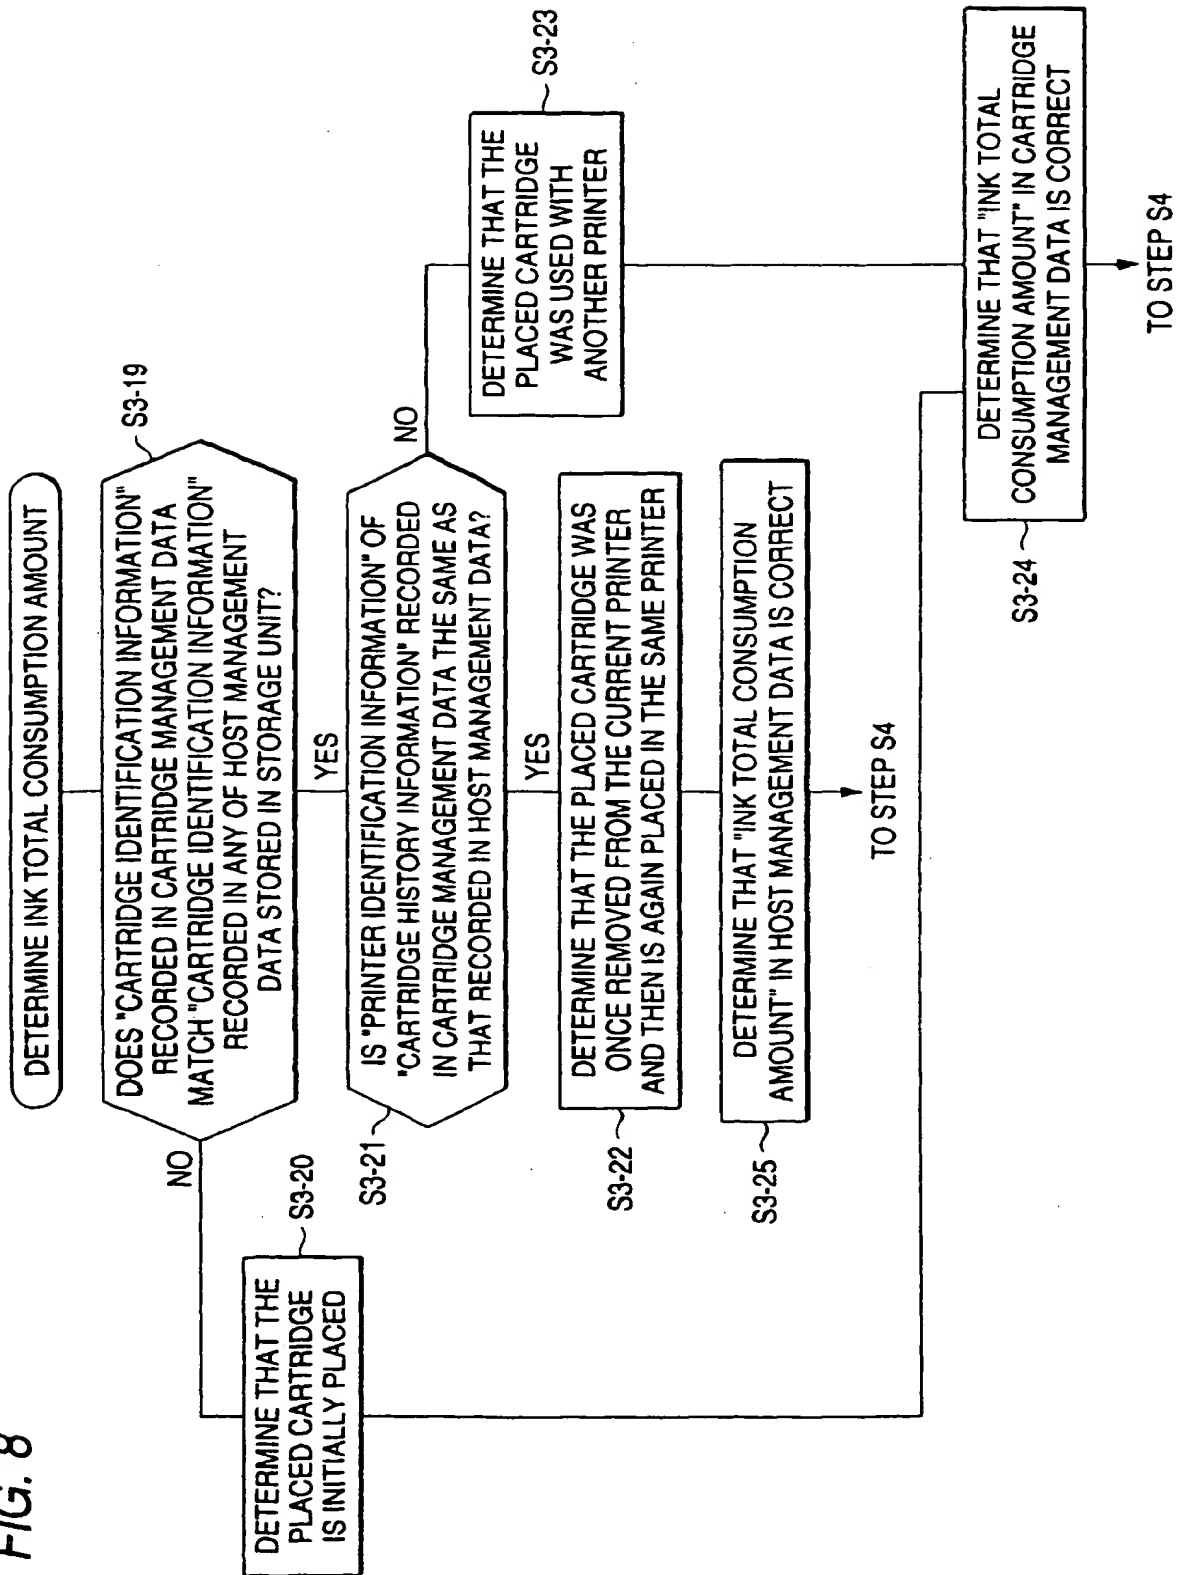 FIG. 8
DETERMINE INK TOTAL CONSUMPTION AMOUNT
S3-19
DOES "CARTRIDGE IDENTIFICATION INFORMATION"
RECORDED IN CARTRIDGE MANAGEMENT DATA
MATCH "CARTRIDGE IDENTIFICATION INFORMATION"
RECORDED IN ANY OF HOST MANAGEMENT
DATA STORED IN STORAGE UNIT?
NO
YES
S3-20
DETERMINE THAT THE
PLACED CARTRIDGE
IS INITIALLY PLACED
S3-21
IS "PRINTER IDENTIFICATION INFORMATION" OF
"CARTRIDGE HISTORY INFORMATION" RECORDED
IN CARTRIDGE MANAGEMENT DATA THE SAME AS
THAT RECORDED IN HOST MANAGEMENT DATA?
NO
YES
S3-23
DETERMINE THAT THE
PLACED CARTRIDGE
WAS USED WITH
ANOTHER PRINTER
S3-22
DETERMINE THAT THE PLACED CARTRIDGE WAS
ONCE REMOVED FROM THE CURRENT PRINTER
AND THEN IS AGAIN PLACED IN THE SAME PRINTER
S3-25
DETERMINE THAT "INK TOTAL CONSUMPTION
AMOUNT" IN HOST MANAGEMENT DATA IS CORRECT
TO STEP S4
S3-24
DETERMINE THAT "INK TOTAL
CONSUMPTION AMOUNT" IN CARTRIDGE
MANAGEMENT DATA IS CORRECT
TO STEP S4